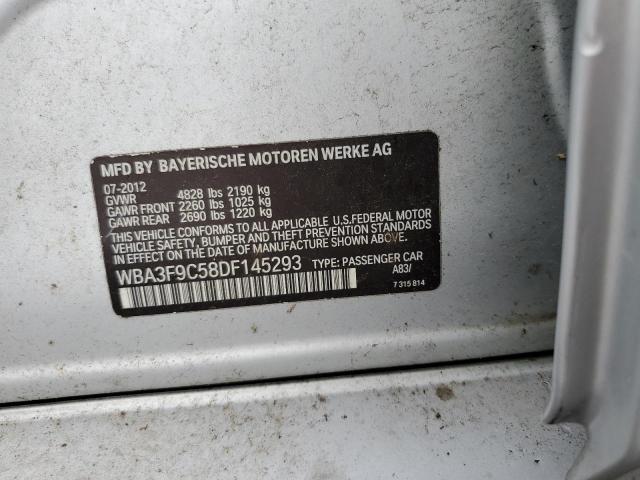 MFD BY BAYERISCHE MOTOREN WERKE AG
07-2012
GVWR 4828 lbs 2190 kg
GAWR FRONT 2260 lbs 1025 kg
GAWR REAR 2690 lbs 1220 kg
THIS VEHICLE CONFORMS TO ALL APPLICABLE U.S.FEDERAL MOTOR
VEHICLE SAFETY, BUMPER, AND THEFT PREVENTION STANDARDS
IN EFFECT ON THE DATE OF MANUFACTURE SHOWN ABOVE.
WBA3F9C58DF145293 TYPE: PASSENGER CAR
A83/
7 315 814